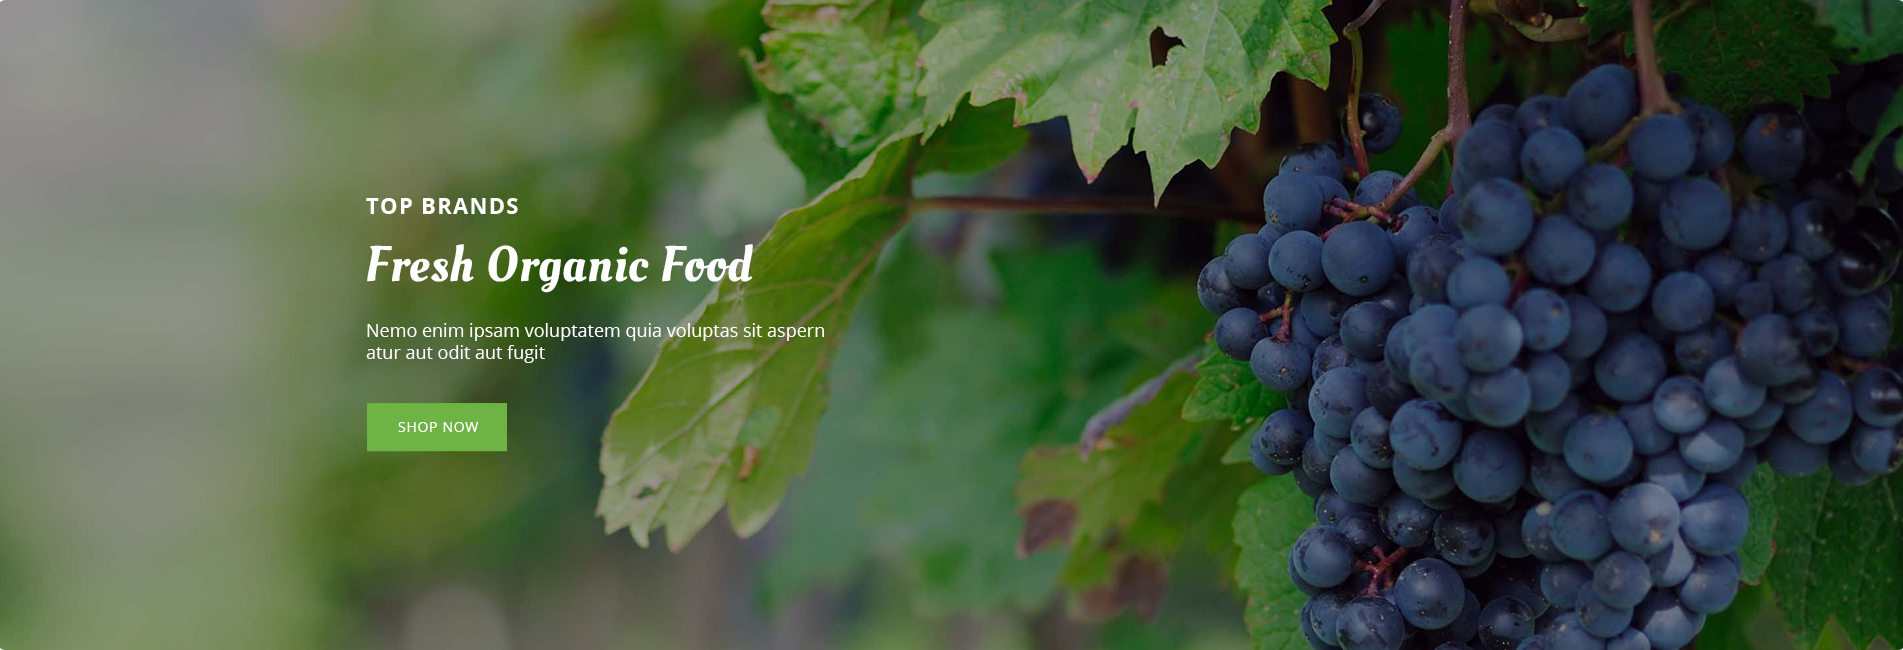 TOP BRANDS
Fresh Organic Food
Nemo enim ipsam voluptatem quia voluptas sit aspern
atur aut odit aut fugit
SHOP NOW